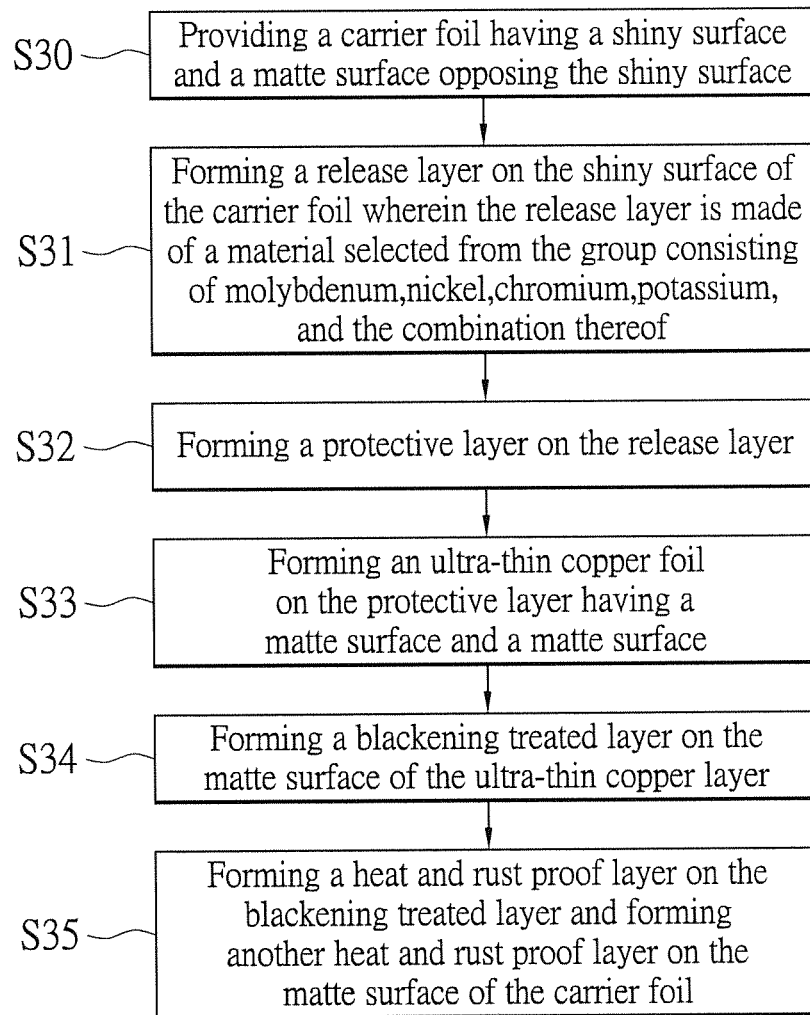 S30
Providing a carrier foil having a shiny surface
and a matte surface opposing the shiny surface
S31
Forming a release layer on the shiny surface of
the carrier foil wherein the release layer is made
of a material selected from the group consisting
of molybdenum,nickel,chromium,potassium,
and the combination thereof
S32
Forming a protective layer on the release layer
S33
Forming an ultra-thin copper foil
on the protective layer having a
matte surface and a matte surface
S34
Forming a blackening treated layer on the
matte surface of the ultra-thin copper layer
S35
Forming a heat and rust proof layer on the
blackening treated layer and forming
another heat and rust proof layer on the
matte surface of the carrier foil